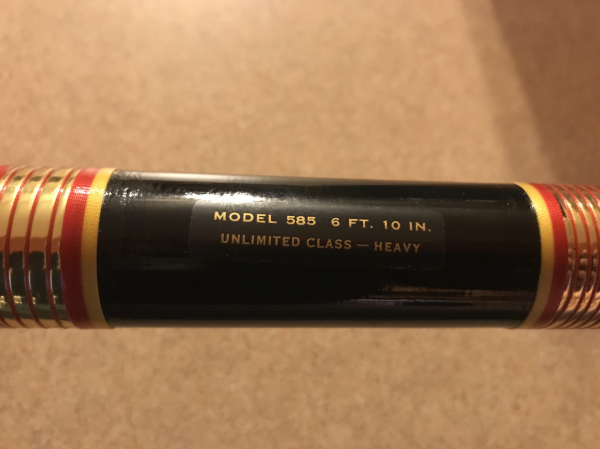 MODEL 585 6 FT. 10 IN.
UNLIMITED CLASS — HEAVY